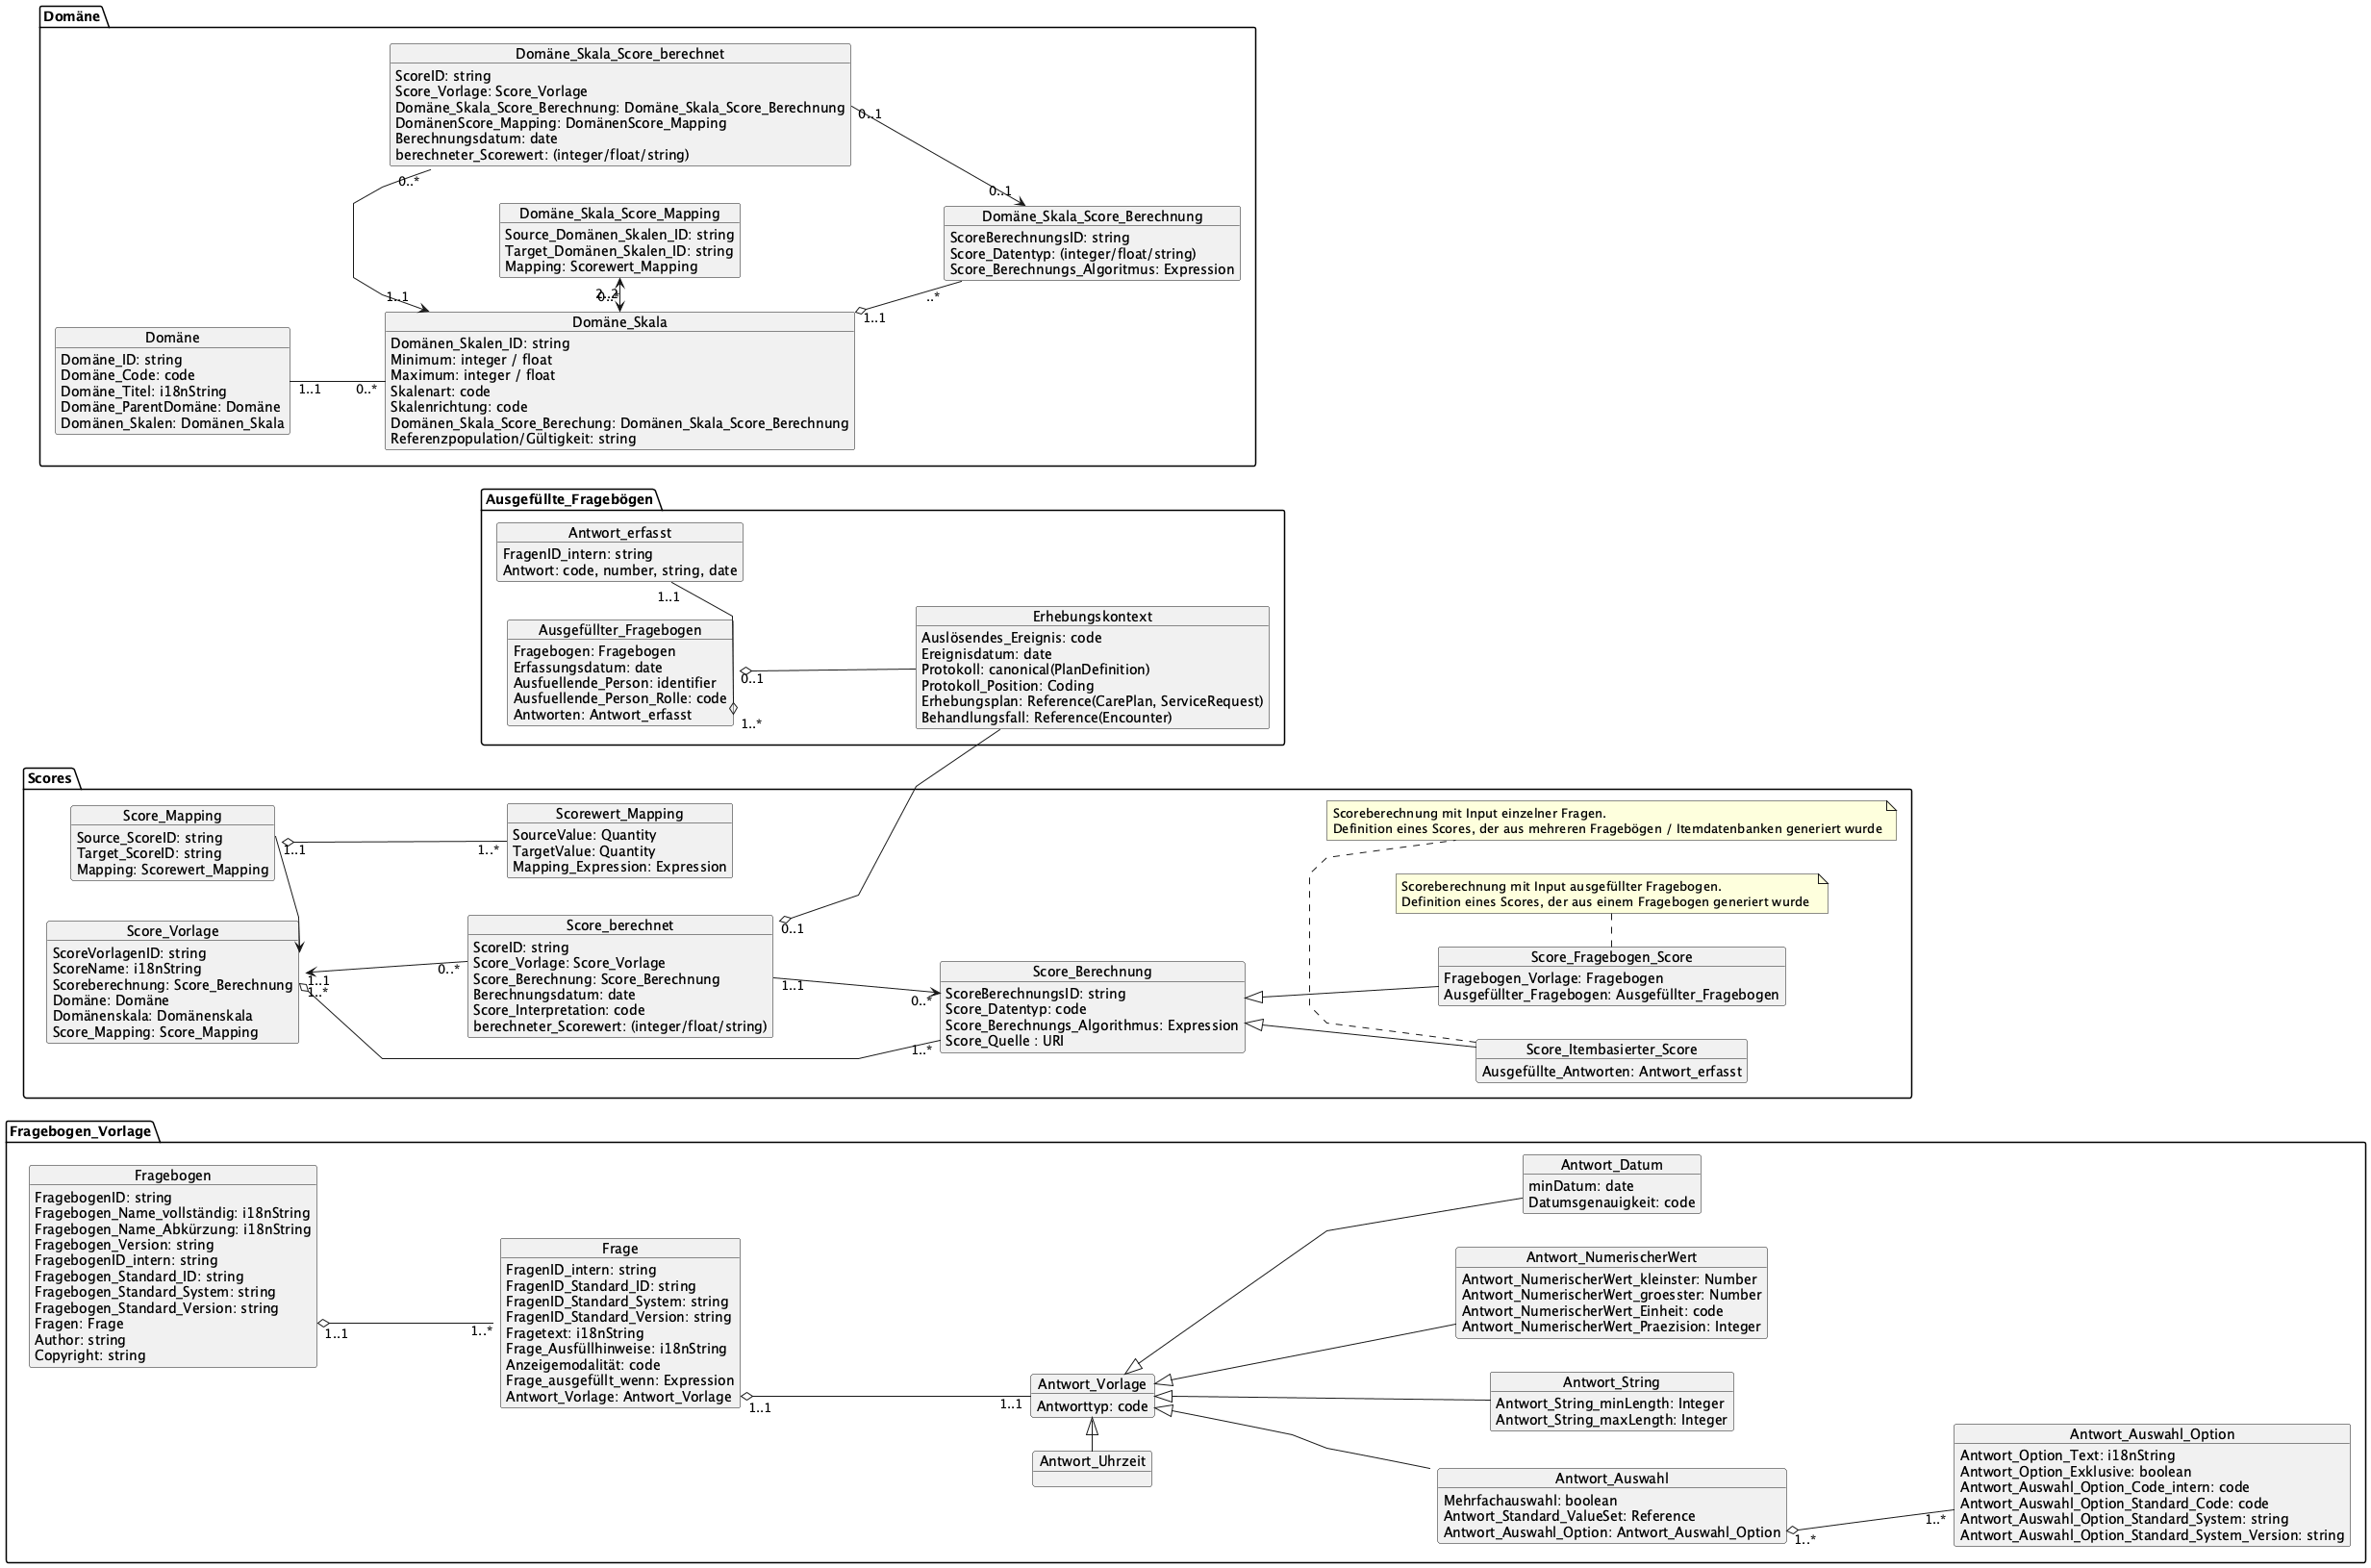 Domäne
Domäne_Skala_Score_berechnet
ScoreID: string
Score_Vorlage: Score_Vorlage
Domäne_Skala_Score_Berechnung: Domäne_Skala_Score_Berechnung
DomänenScore_Mapping: DomänenScore_Mapping
Berechnungsdatum: date
berechneter_Scorewert: (integer/float/string)
0..1
0..*
0..1
Domäne_Skala_Score_Mapping
Source_Domänen_Skalen_ID: string
Target_Domänen_Skalen_ID: string
Mapping: Scorewert_Mapping
Domäne_Skala_Score_Berechnung
ScoreBerechnungsID: string
Score_Datentyp: (integer/float/string)
Score_Berechnungs_Algoritmus: Expression
1..1
2..2
0..*
..*
1..1
Domäne
Domäne_ID: string
Domäne_Code: code
Domäne_Titel: i18nString
Domäne_ParentDomäne: Domäne
Domänen_Skalen: Domänen_Skala
1..1
0..*
Domäne_Skala
Domänen_Skalen_ID: string
Minimum: integer / float
Maximum: integer / float
Skalenart: code
Skalenrichtung: code
Domänen_Skala_Score_Berechung: Domänen_Skala_Score_Berechnung
Referenzpopulation/Gültigkeit: string
Ausgefüllte_Fragebögen
Antwort_erfasst
FragenID_intern: string
Antwort: code, number, string, date
1..1
Ausgefüllter_Fragebogen
Fragebogen: Fragebogen
Erfassungsdatum: date
Ausfuellende_Person: identifier
Ausfuellende_Person_Rolle: code
Antworten: Antwort_erfasst
0..1
1..*
Erhebungskontext
Auslösendes_Ereignis: code
Ereignisdatum: date
Protokoll: canonical(PlanDefinition)
Protokoll_Position: Coding
Erhebungsplan: Reference(CarePlan, ServiceRequest)
Behandlungsfall: Reference(Encounter)
Scores
Score_Mapping
Source_ScoreID: string
Target_ScoreID: string
Mapping: Scorewert_Mapping
1..1
1..*
Scorewert_Mapping
SourceValue: Quantity
TargetValue: Quantity
Mapping_Expression: Expression
Scoreberechnung mit Input einzelner Fragen.
Definition eines Scores, der aus mehreren Fragebögen / Itemdatenbanken generiert wurde
Scoreberechnung mit Input ausgefüllter Fragebogen.
Definition eines Scores, der aus einem Fragebogen generiert wurde
Score_Vorlage
ScoreVorlagenID: string
ScoreName: i18nString
Scoreberechnung: Score_Berechnung
Domäne: Domäne
Domänenskala: Domänenskala
Score_Mapping: Score_Mapping
1..1
1..*
0..*
Score_berechnet
ScoreID: string
Score_Vorlage: Score_Vorlage
Score_Berechnung: Score_Berechnung
Berechnungsdatum: date
Score_Interpretation: code
berechneter_Scorewert: (integer/float/string)
0..1
1..1
0..*
1..*
Score_Berechnung
ScoreBerechnungsID: string
Score_Datentyp: code
Score_Berechnungs_Algorithmus: Expression
Score_Quelle : URI
Score_Fragebogen_Score
Fragebogen_Vorlage: Fragebogen
Ausgefüllter_Fragebogen: Ausgefüllter_Fragebogen
Score_Itembasierter_Score
Ausgefüllte_Antworten: Antwort_erfasst
Fragebogen_Vorlage
Fragebogen
FragebogenID: string
Fragebogen_Name_vollständig: i18nString
Fragebogen_Name_Abkürzung: i18nString
Fragebogen_Version: string
FragebogenID_intern: string
Fragebogen_Standard_ID: string
Fragebogen_Standard_System: string
Fragebogen_Standard_Version: string
Fragen: Frage
Author: string
Copyright: string
1..1
1..*
Frage
FragenID_intern: string
FragenID_Standard_ID: string
FragenID_Standard_System: string
FragenID_Standard_Version: string
Fragetext: i18nString
Frage_Ausfüllhinweise: i18nString
Anzeigemodalität: code
Frage_ausgefüllt_wenn: Expression
Antwort_Vorlage: Antwort_Vorlage
1..1
1..1
Antwort_Vorlage
Antworttyp: code
Antwort_Uhrzeit
Antwort_Datum
minDatum: date
Datumsgenauigkeit: code
Antwort_NumerischerWert
Antwort_NumerischerWert_kleinster: Number
Antwort_NumerischerWert_groesster: Number
Antwort_NumerischerWert_Einheit: code
Antwort_NumerischerWert_Praezision: Integer
Antwort_String
Antwort_String_minLength: Integer
Antwort_String_maxLength: Integer
Antwort_Auswahl
Mehrfachauswahl: boolean
Antwort_Standard_ValueSet: Reference
Antwort_Auswahl_Option: Antwort_Auswahl_Option
1..*
1..*
Antwort_Auswahl_Option
Antwort_Option_Text: i18nString
Antwort_Option_Exklusive: boolean
Antwort_Auswahl_Option_Code_intern: code
Antwort_Auswahl_Option_Standard_Code: code
Antwort_Auswahl_Option_Standard_System: string
Antwort_Auswahl_Option_Standard_System_Version: string